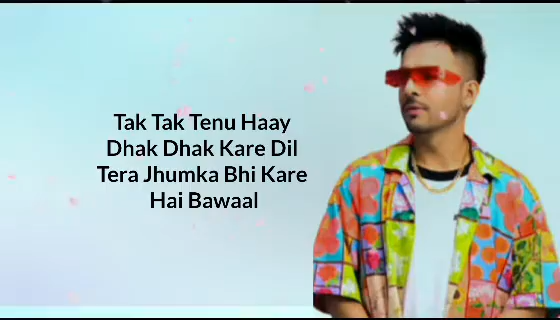 Tak Tak Tenu Haay
Dhak Dhak Kare Dil
Tera Jhumka Bhi Kare
Hai Bawaal